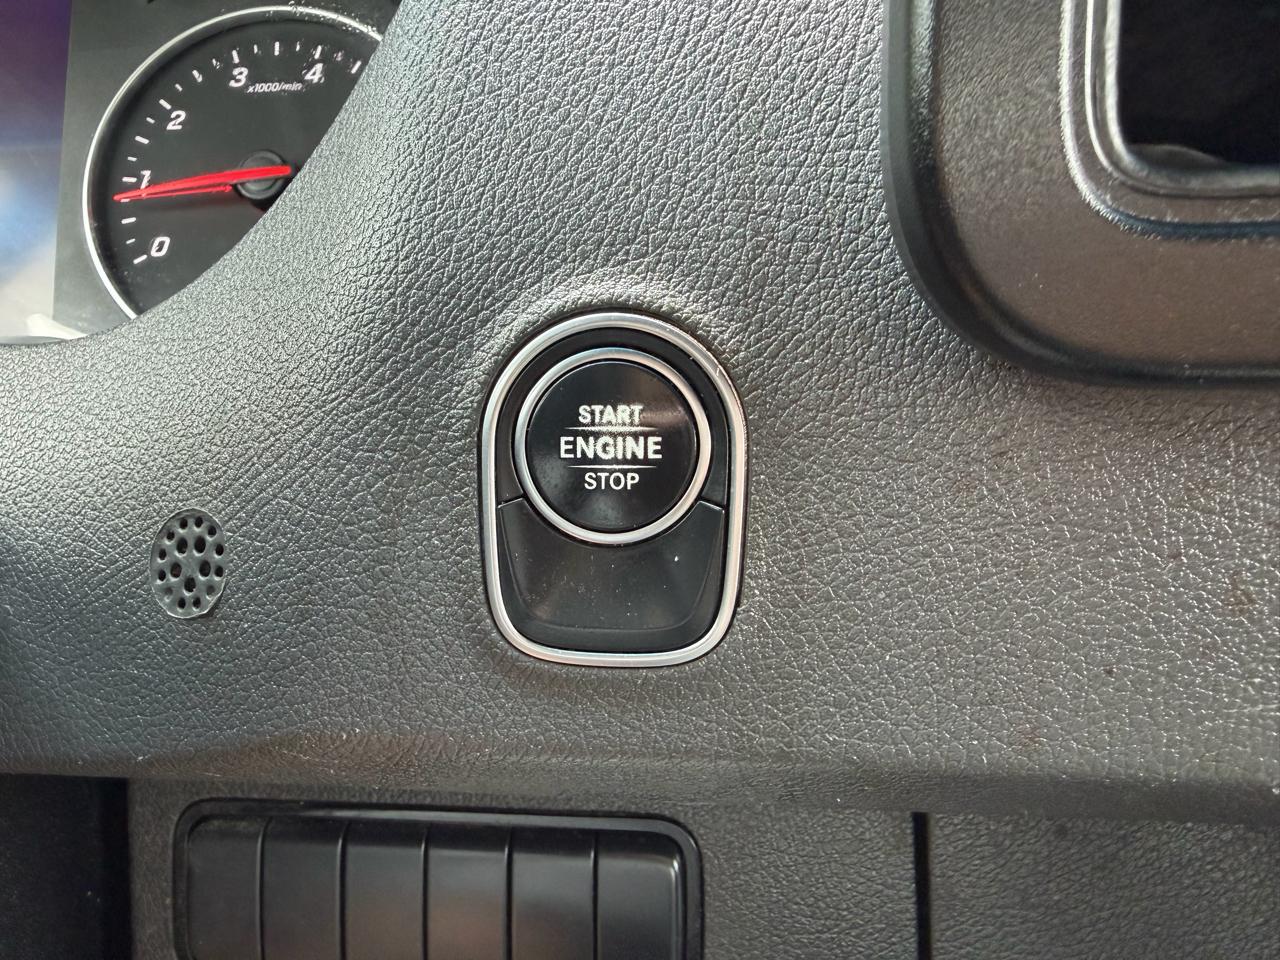 3
4
x1000/min
2
1
0
START
ENGINE
STOP